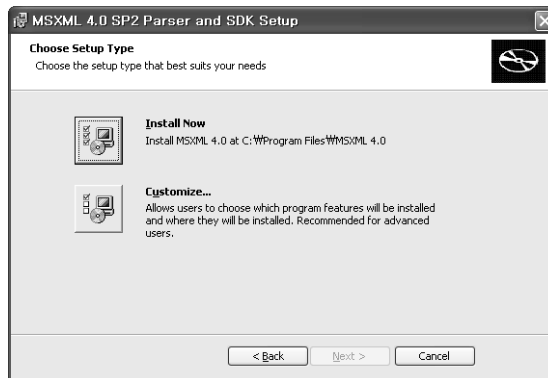 MSXML 4.0 SP2 Parser and SDK Setup
Choose Setup Type
Choose the setup type that best suits your needs
Install Now
Install MSXML 4.0 at C:₩Program Files₩MSXML 4.0
Customize...
Allows users to choose which program features will be installed
and where they will be installed. Recommended for advanced
users.
< Back
Next >
Cancel